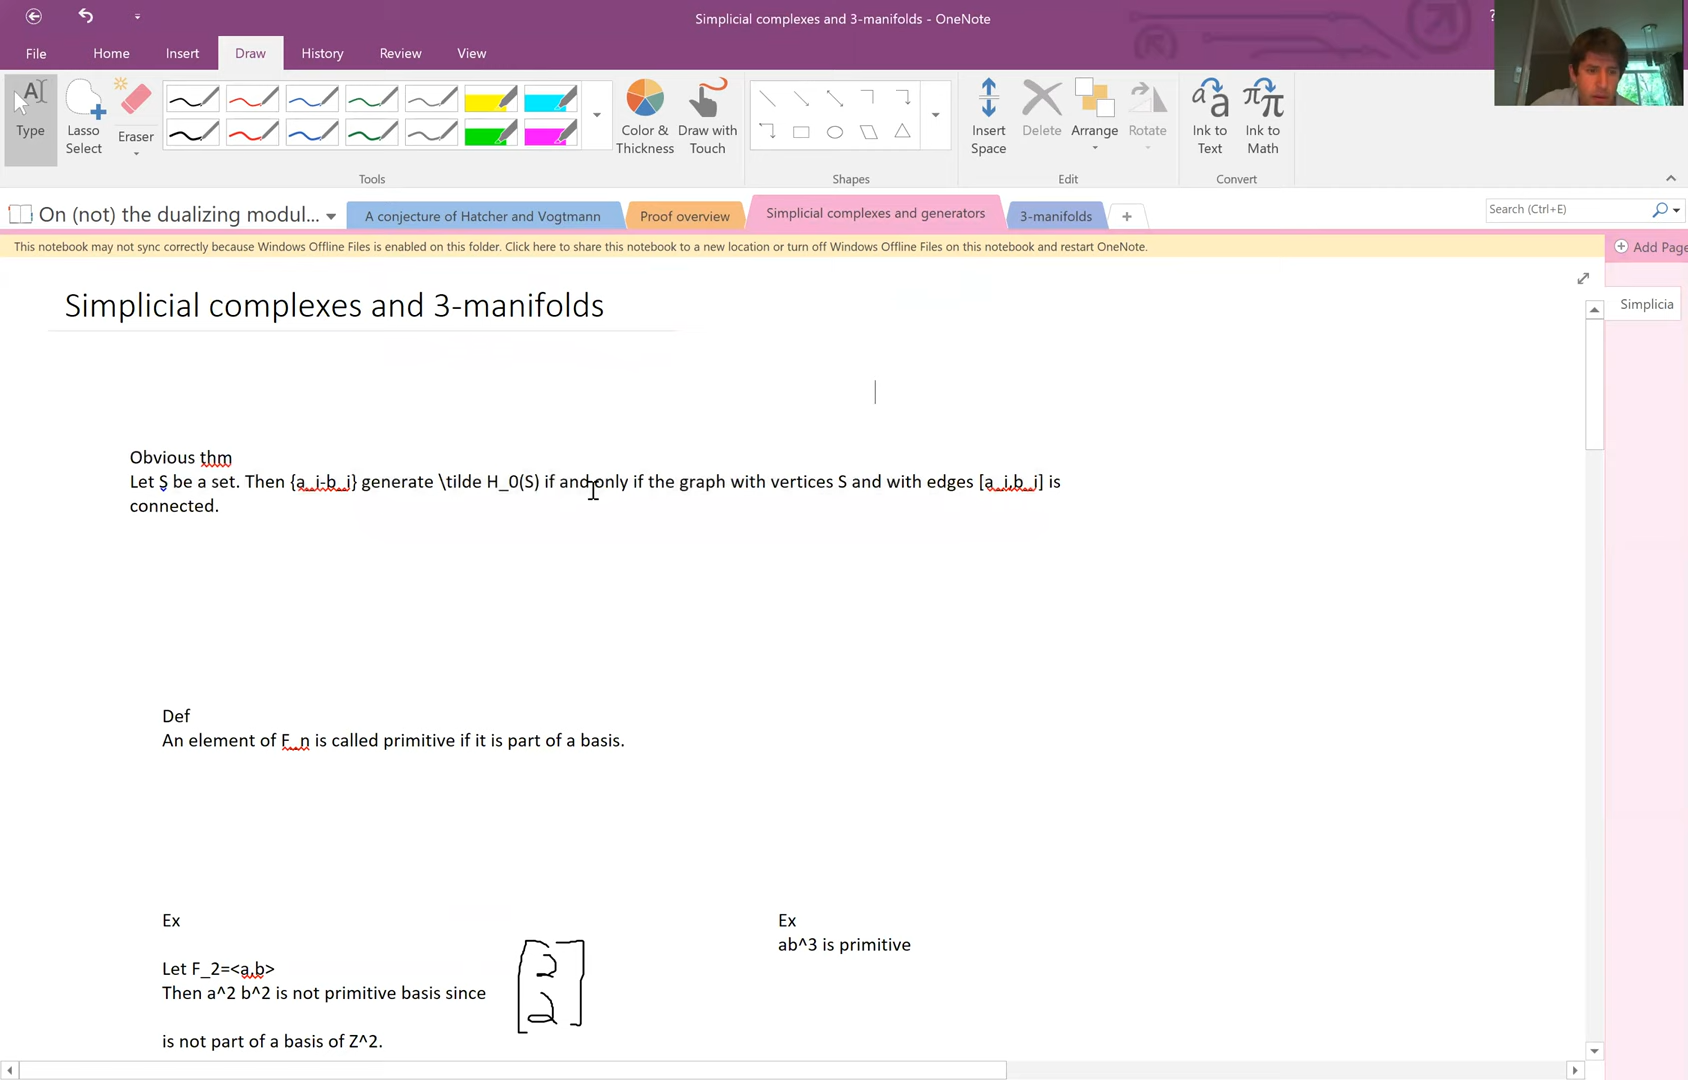 Simplicial complexes and 3-manifolds - OneNote
?
File Home Insert Draw History Review View
Type
Lasso Select
Eraser
Color & Thickness
Draw with Touch
Insert Space
Delete
Arrange
Rotate
Ink to Text
Ink to Math
Tools Shapes Edit Convert
On (not) the dualizing modul... A conjecture of Hatcher and Vogtmann Proof overview Simplicial complexes and generators 3-manifolds + Search (Ctrl+E)
This notebook may not sync correctly because Windows Offline Files is enabled on this folder. Click here to share this notebook to a new location or turn off Windows Offline Files on this notebook and restart OneNote.
Add Page
Simplicia
Simplicial complexes and 3-manifolds
Obvious thm
Let S be a set. Then {a_i-b_i} generate \tilde H_0(S) if and only if the graph with vertices S and with edges [a_i,b_i] is
connected.
Def
An element of F_n is called primitive if it is part of a basis.
Ex
Let F_2=<a,b>
Then a^2 b^2 is not primitive basis since
2
2
is not part of a basis of Z^2.
Ex
ab^3 is primitive